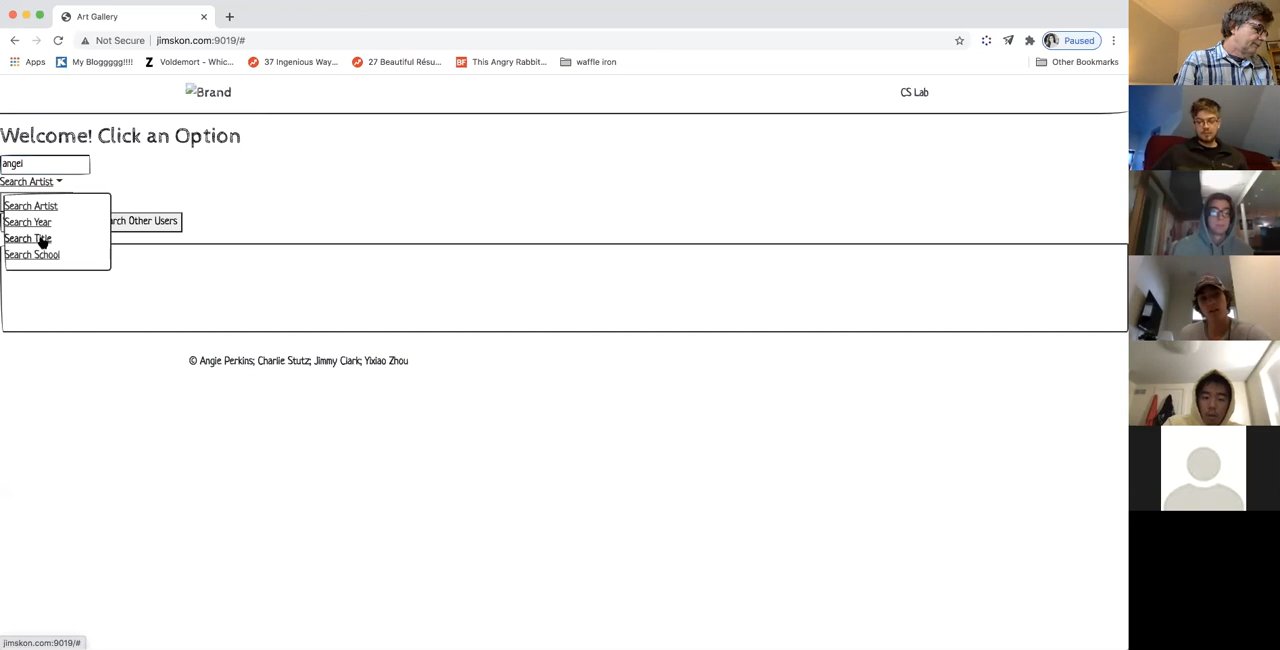 Art Gallery
Not Secure jimskon.com:9019/# Paused
Apps My Bloggggg!!!! Voldemort - Whic... 37 Ingenious Way... 27 Beautiful Résu... BF This Angry Rabbit... waffle iron Other Bookmarks
Brand CS Lab
Welcome! Click an Option
angel
Search Artist
Search Artist
Search Year
rch Other Users
Search Title
Search School
© Angie Perkins; Charlie Stutz; Jimmy Clark; Yixiao Zhou
jimskon.com:9019/#